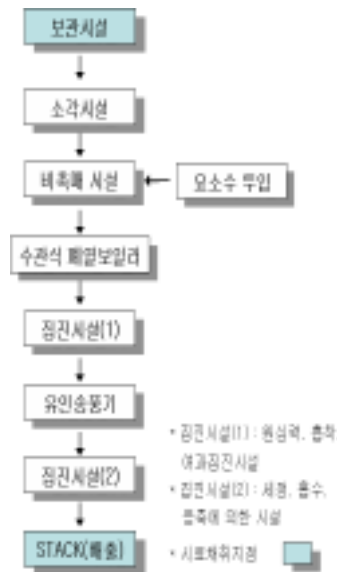 보관시설
소각시설
비촉매 시설
요소수 투입
수관식 폐열보일러
집진시설(1)
유인송풍기
집진시설(2)
STACK(배출)
* 집진시설(1) : 원심력, 흡착
여과집진시설
* 집진시설(2) : 세정, 흡수,
응축에 의한 시설
* 시료채취지점